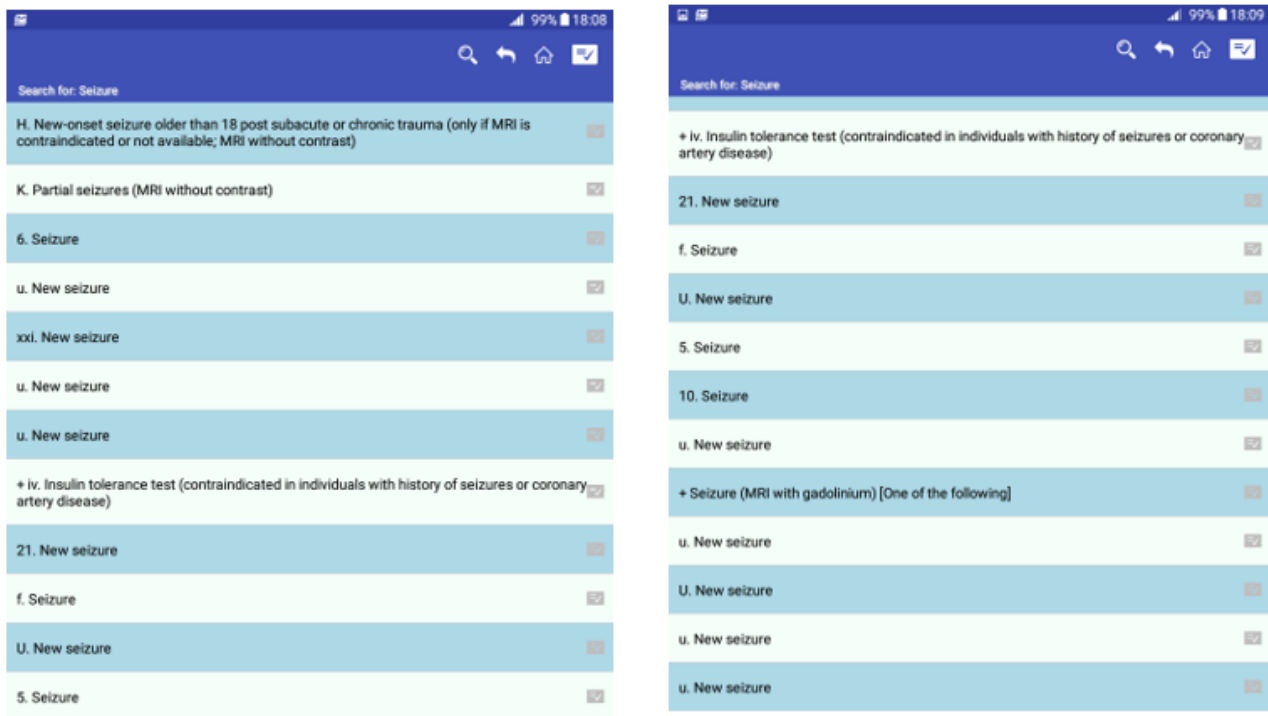 99% 18:08
Search for: Seizure
H. New-onset seizure older than 18 post subacute or chronic trauma (only if MRI is
contraindicated or not available; MRI without contrast)
K. Partial seizures (MRI without contrast)
6. Seizure
u. New seizure
xxi. New seizure
u. New seizure
u. New seizure
+ iv. Insulin tolerance test (contraindicated in individuals with history of seizures or coronary
artery disease)
21. New seizure
f. Seizure
U. New seizure
5. Seizure
99% 18:09
Search for: Seizure
+ iv. Insulin tolerance test (contraindicated in individuals with history of seizures or coronary
artery disease)
21. New seizure
f. Seizure
U. New seizure
5. Seizure
10. Seizure
u. New seizure
+ Seizure (MRI with gadolinium) [One of the following]
u. New seizure
U. New seizure
u. New seizure
u. New seizure